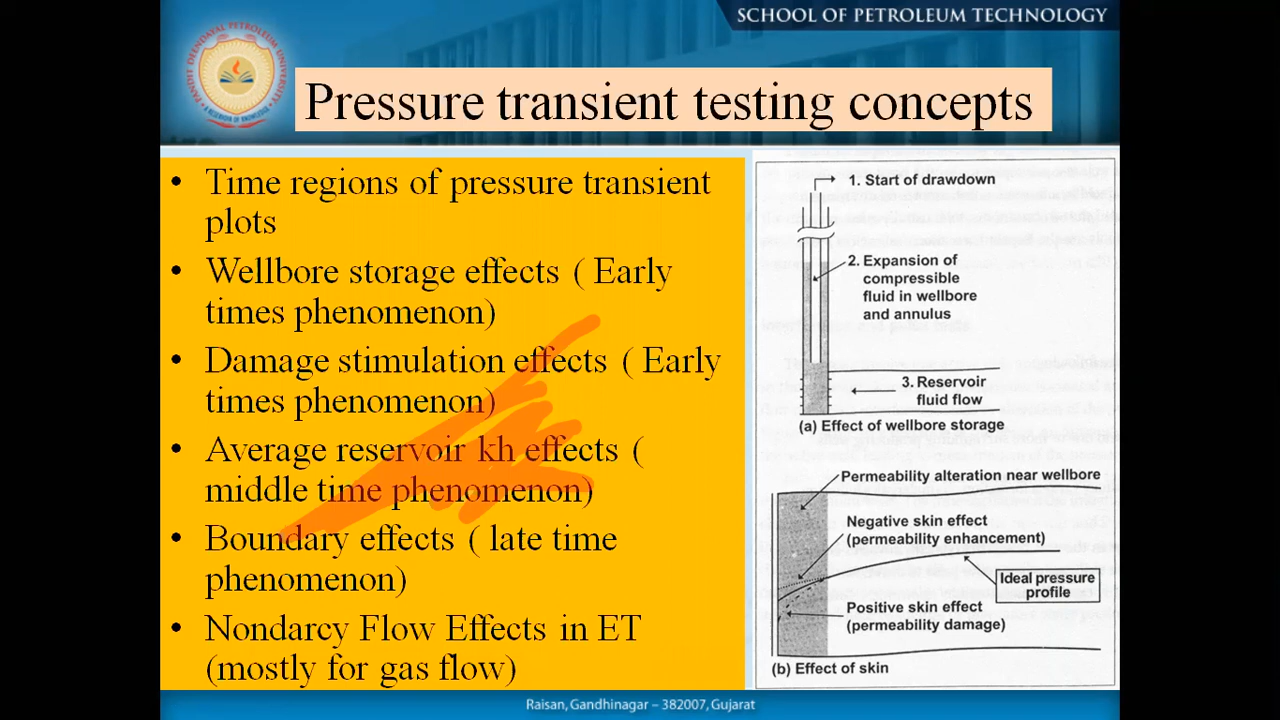 SCHOOL OF PETROLEUM TECHNOLOGY
PANDIT DEENDAYAL PETROLEUM UNIVERSITY
Pressure transient testing concepts
• Time regions of pressure transient
plots
• Wellbore storage effects ( Early
times phenomenon)
• Damage stimulation effects ( Early
times phenomenon)
• Average reservoir kh effects (
middle time phenomenon)
• Boundary effects ( late time
phenomenon)
• Nondarcy Flow Effects in ET
(mostly for gas flow)
1. Start of drawdown
2. Expansion of
compressible
fluid in wellbore
and annulus
3. Reservoir
fluid flow
(a) Effect of wellbore storage
Permeability alteration near wellbore
Negative skin effect
(permeability enhancement)
Ideal pressure
profile
Positive skin effect
(permeability damage)
(b) Effect of skin
Raisan, Gandhinagar – 382007, Gujarat